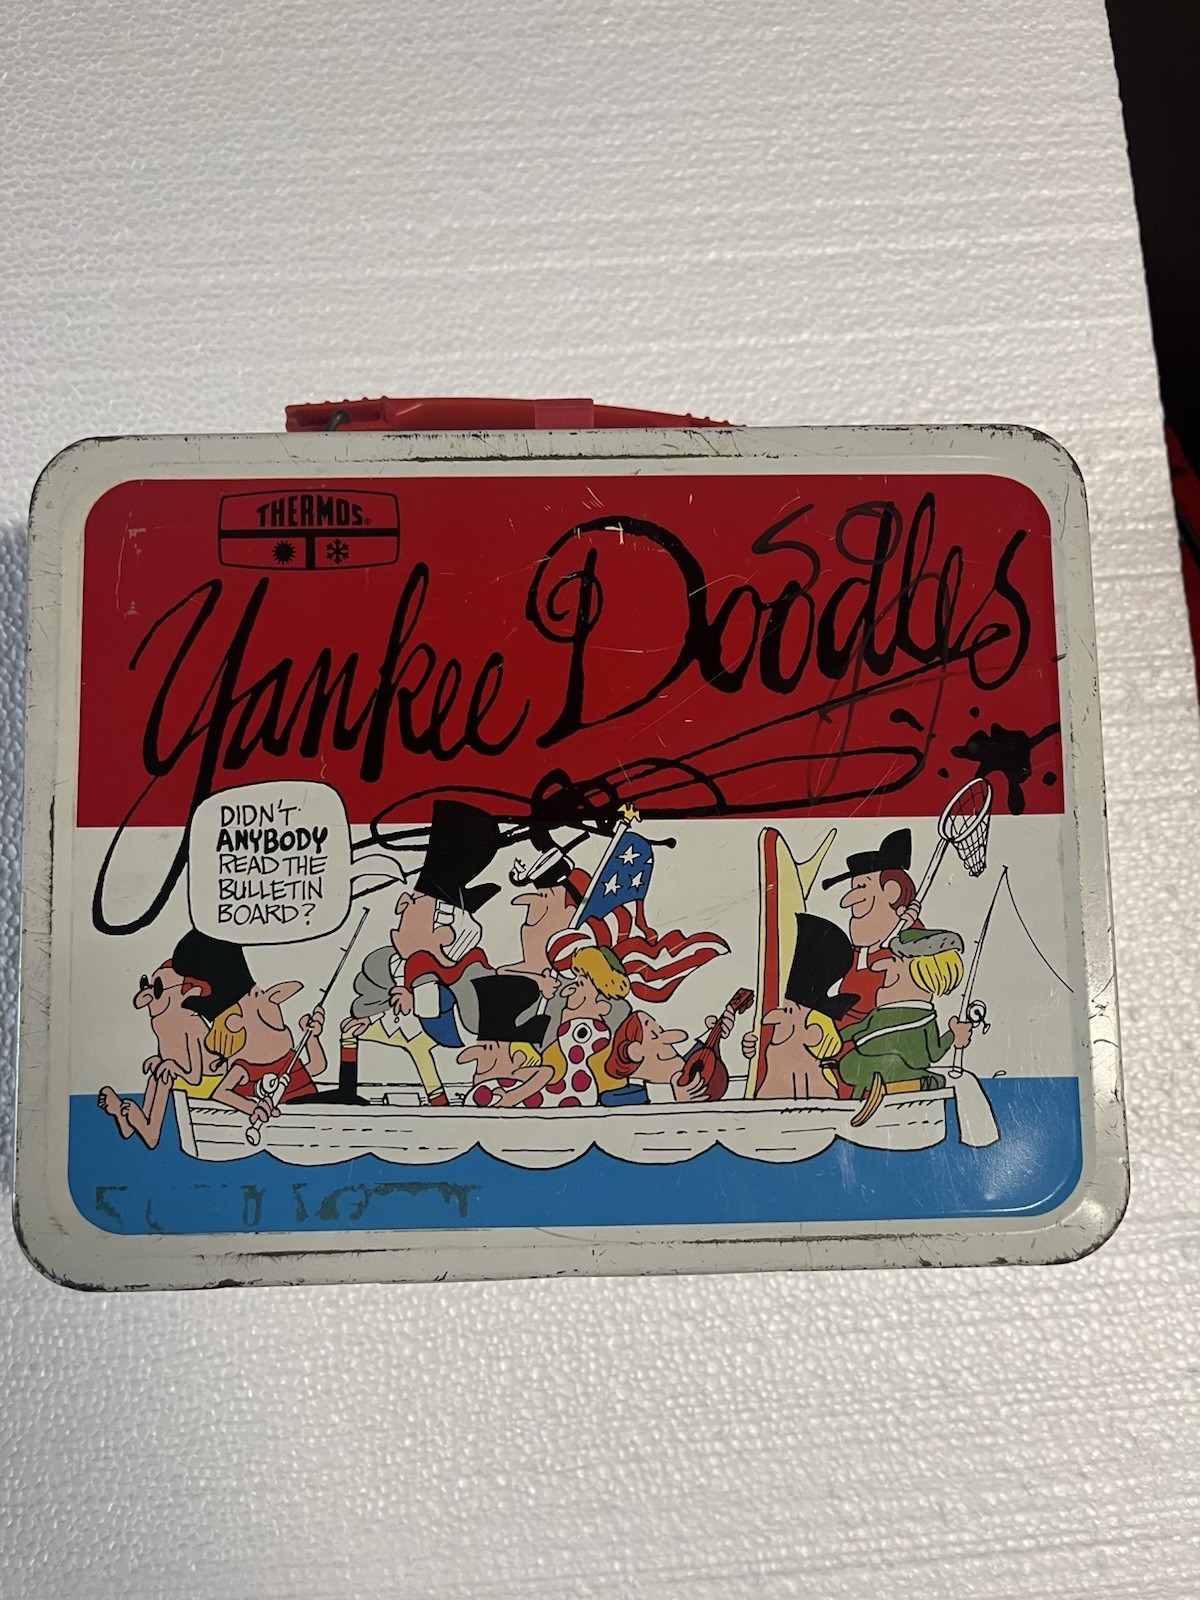 THERMOS®
Yankee Doodles
DIDN'T
ANYBODY
READ THE
BULLETIN
BOARD?